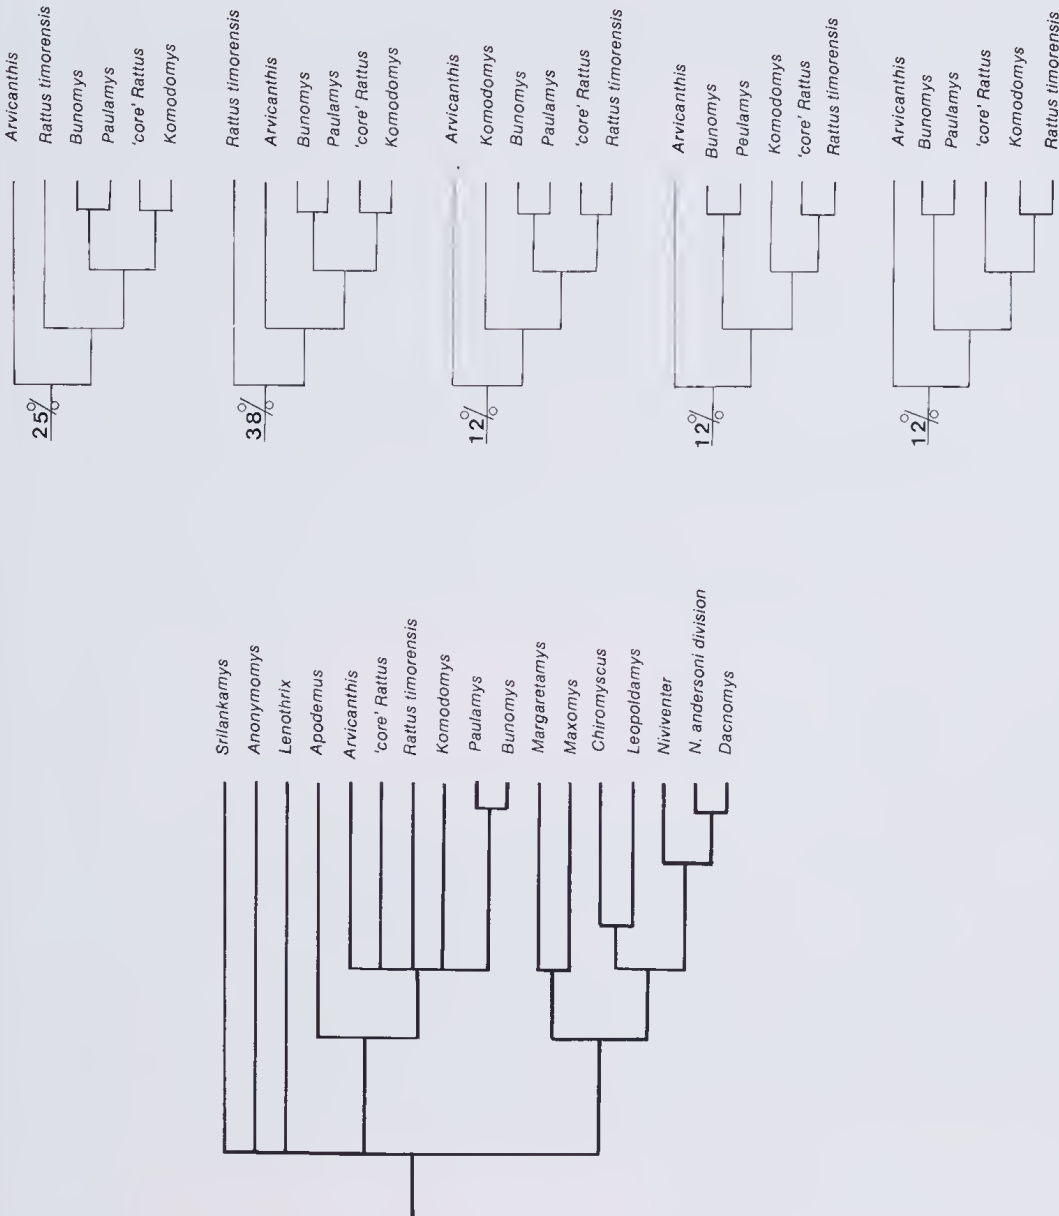 Arvicanthis
Rattus timorensis
Bunomys
Paulamys
'core' Rattus
Komodomys
25%
Rattus timorensis
Arvicanthis
Bunomys
Paulamys
'core' Rattus
Komodomys
38%
Arvicanthis
Komodomys
Bunomys
Paulamys
'core' Rattus
Rattus timorensis
12%
Arvicanthis
Bunomys
Peulamys
Komodomys
'core' Rattus
Rattus timorensis
12%
Arvicanthis
Bunomys
Paulamys
'core' Rattus
Komodomys
Rattus timorensis
12%
Srilankamys
Anonymomys
Lenothrix
Apodemus
Arvicanthis
'core' Rattus
Rattus timorensis
Komodomys
Paulamys
Bunomys
Margaretamys
Maxomys
Chiromyscus
Leopoldamys
Niviventer
N. andersoni division
Dacnomys